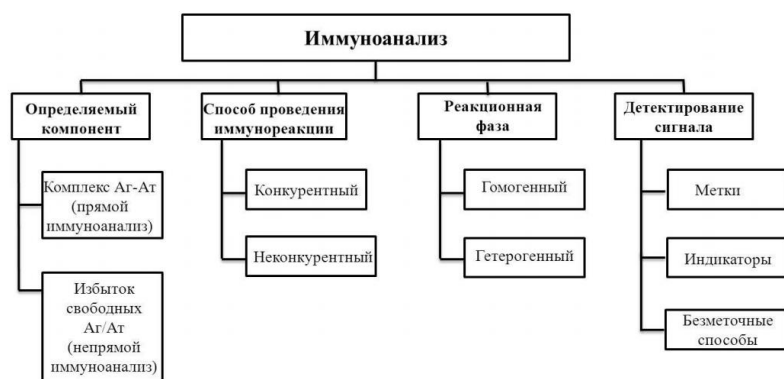 Иммуноанализ
Определяемый
компонент
Способ проведения
иммунореакции
Реакционная
фаза
Детектирование
сигнала
Комплекс Аг-Ат
(прямой
иммуноанализ)
Избыток
свободных
Аг/Ат
(непрямой
иммуноанализ)
Конкурентный
Неконкурентный
Гомогенный
Гетерогенный
Метки
Индикаторы
Безметочные
способы